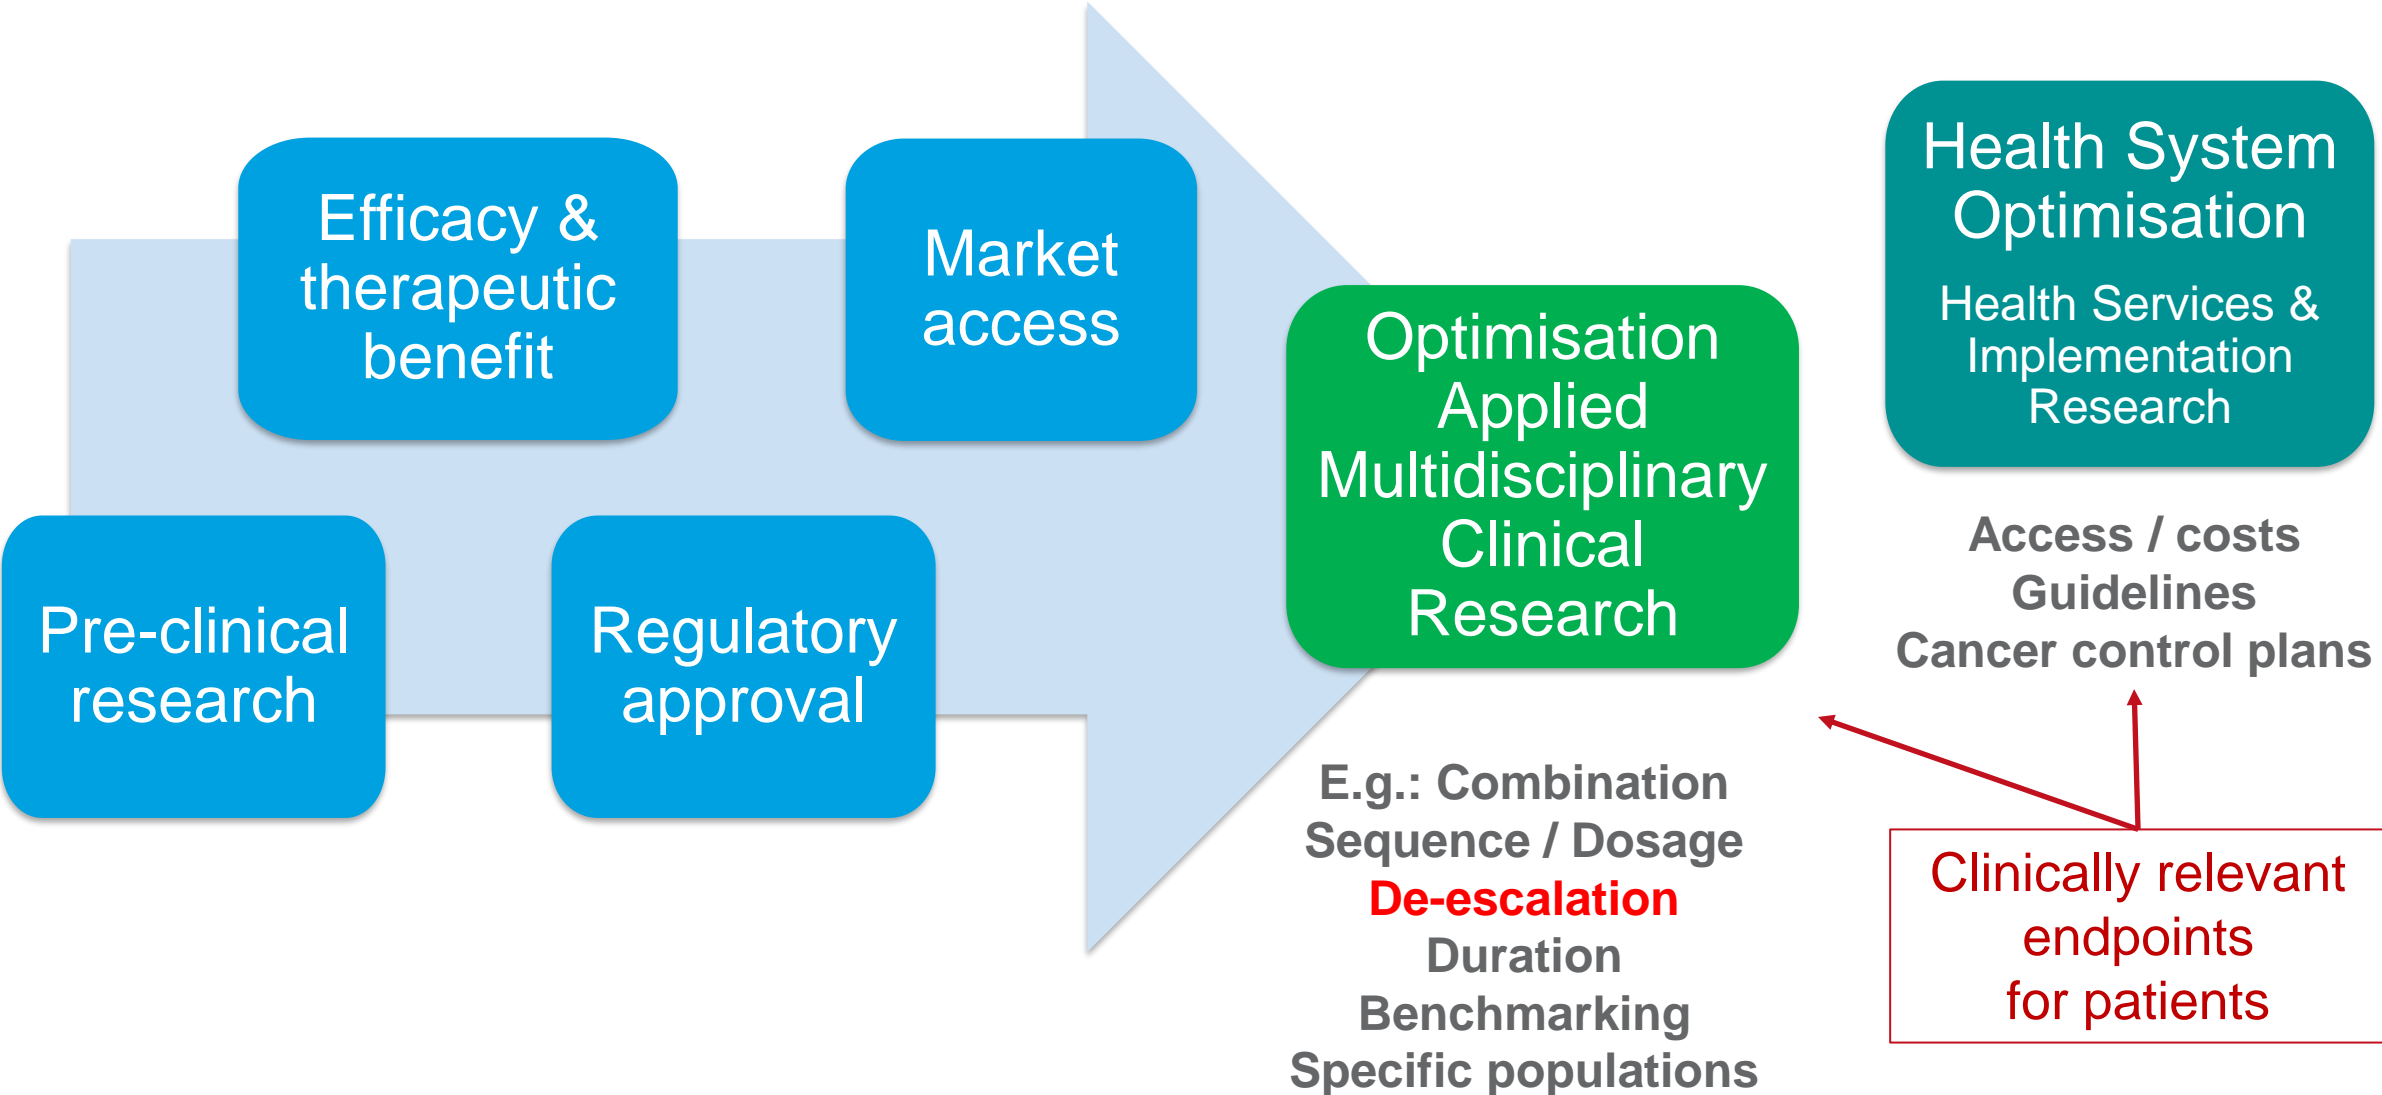 Pre-clinical
research
Efficacy &
therapeutic
benefit
Regulatory
approval
Market
access
Optimisation
Applied
Multidisciplinary
Clinical
Research
E.g.: Combination
Sequence / Dosage
De-escalation
Duration
Benchmarking
Specific populations
Health System
Optimisation
Health Services &
Implementation
Research
Access / costs
Guidelines
Cancer control plans
Clinically relevant
endpoints
for patients